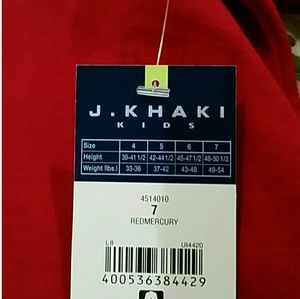 J.KHAKI
KIDS
Size 4 5 6 7
Height 39-41 1/2 42-44 1/2 45-47 1/2 48-50 1/2
Weight (lbs.) 33-36 37-42 43-48 49-54
4514010
7
REDMERCURY
L8 UI4420
400536384429